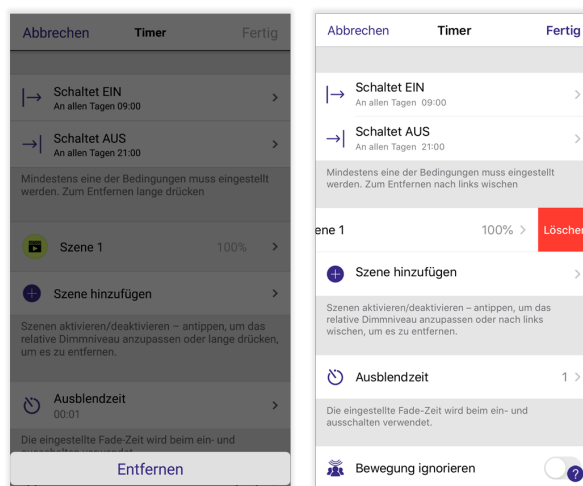 Abbrechen Timer Fertig
Schaltet EIN
An allen Tagen 09:00
Schaltet AUS
An allen Tagen 21:00
Mindestens eine der Bedingungen muss eingestellt
werden. Zum Entfernen lange drücken
Szene 1 100%
Szene hinzufügen
Szenen aktivieren/deaktivieren – antippen, um das
relative Dimmniveau anzupassen oder lange drücken,
um es zu entfernen.
Ausblendzeit
00:01
Die eingestellte Fade-Zeit wird beim ein- und
ausschalten verwendet.
Entfernen
Abbrechen Timer Fertig
Schaltet EIN
An allen Tagen 09:00
Schaltet AUS
An allen Tagen 21:00
Mindestens eine der Bedingungen muss eingestellt
werden. Zum Entfernen nach links wischen
ene 1 100% Löschen
Szene hinzufügen
Szenen aktivieren/deaktivieren – antippen, um das
relative Dimmniveau anzupassen oder nach links
wischen, um es zu entfernen.
Ausblendzeit 1
Die eingestellte Fade-Zeit wird beim ein- und
ausschalten verwendet.
Bewegung ignorieren
?